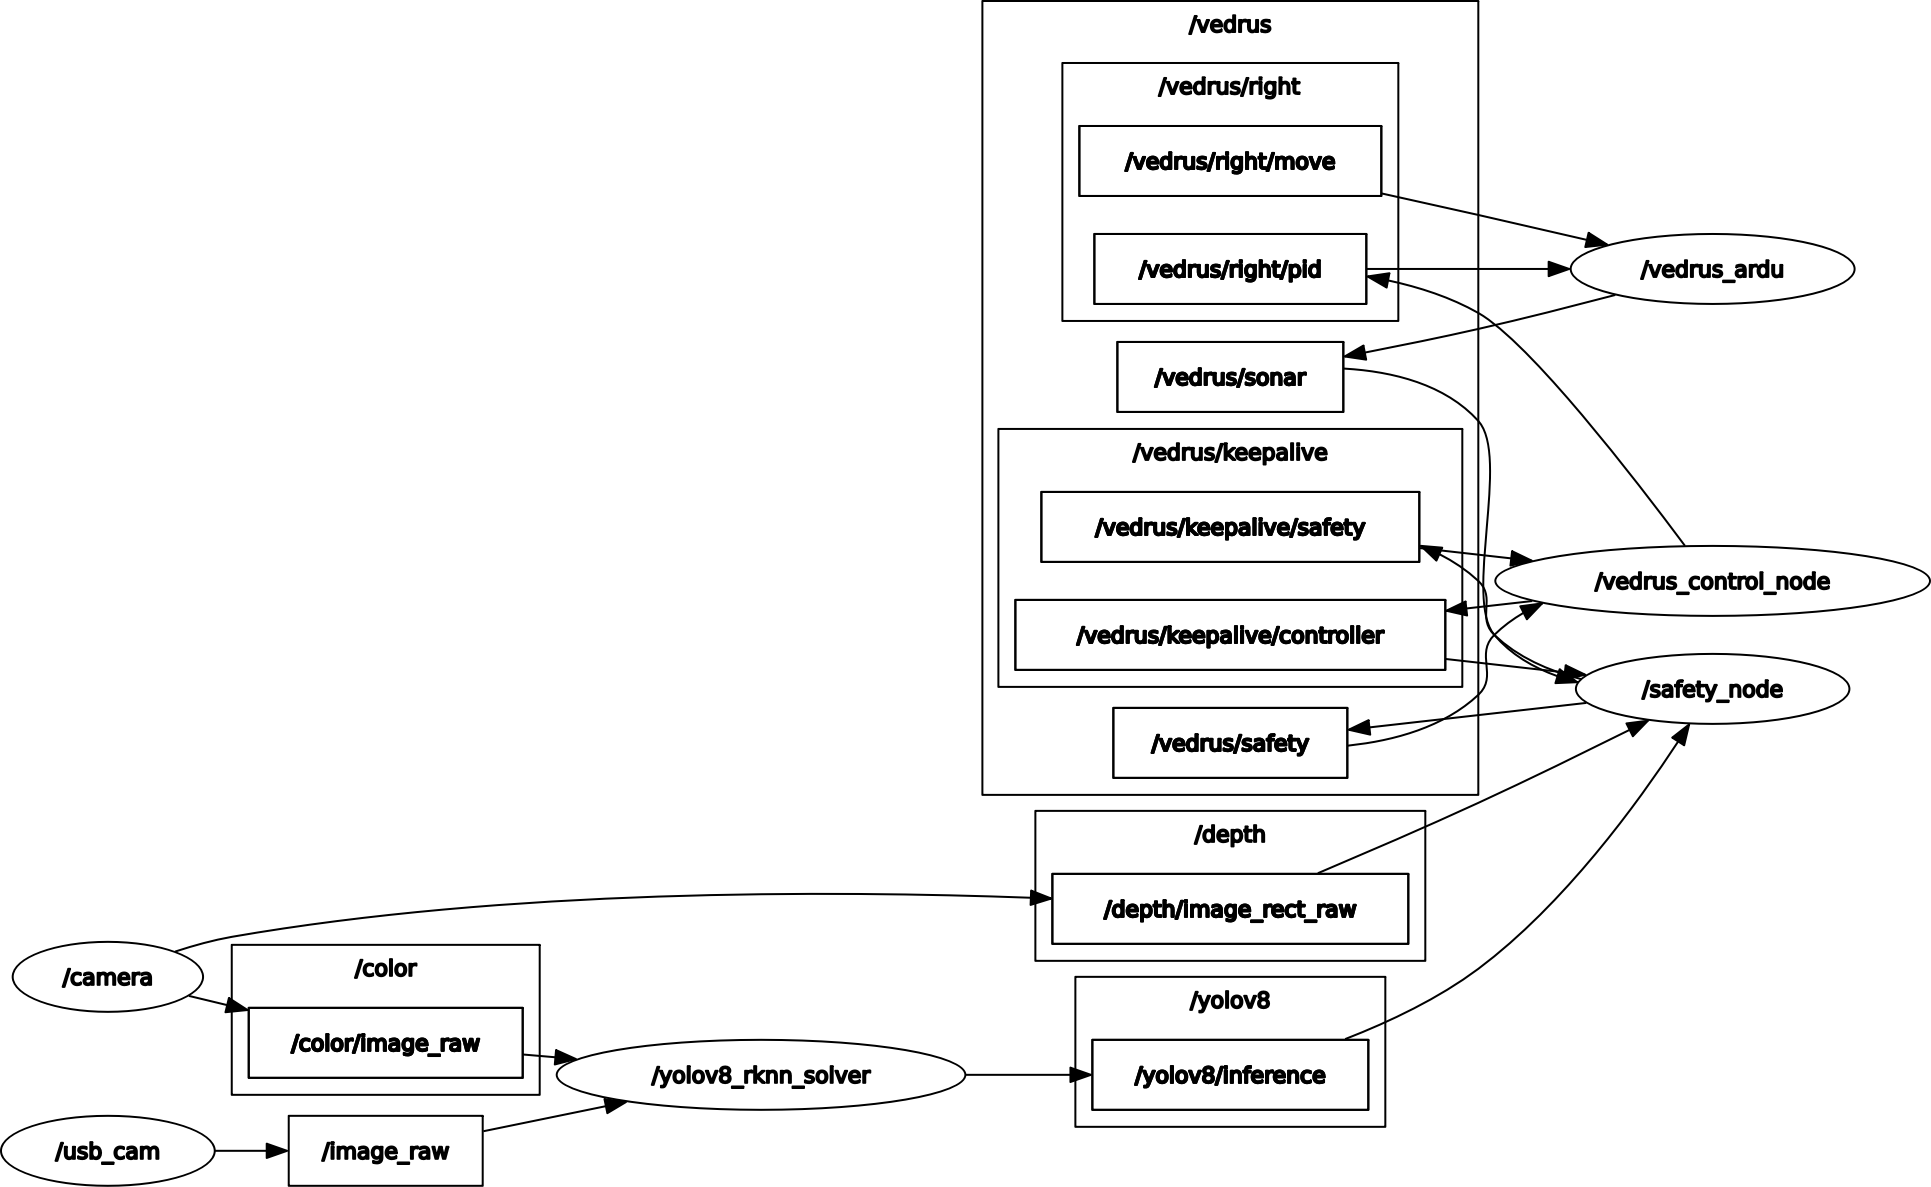 /vedrus
/vedrus/right
/vedrus/right/move
/vedrus/right/pid
/vedrus_ardu
/vedrus/sonar
/vedrus/keepalive
/vedrus/keepalive/safety
/vedrus_control_node
/vedrus/keepalive/controller
/safety_node
/vedrus/safety
/depth
/depth/image_rect_raw
/camera
/color
/color/image_raw
/yolov8
/yolov8_rknn_solver
/yolov8/inference
/usb_cam
/image_raw